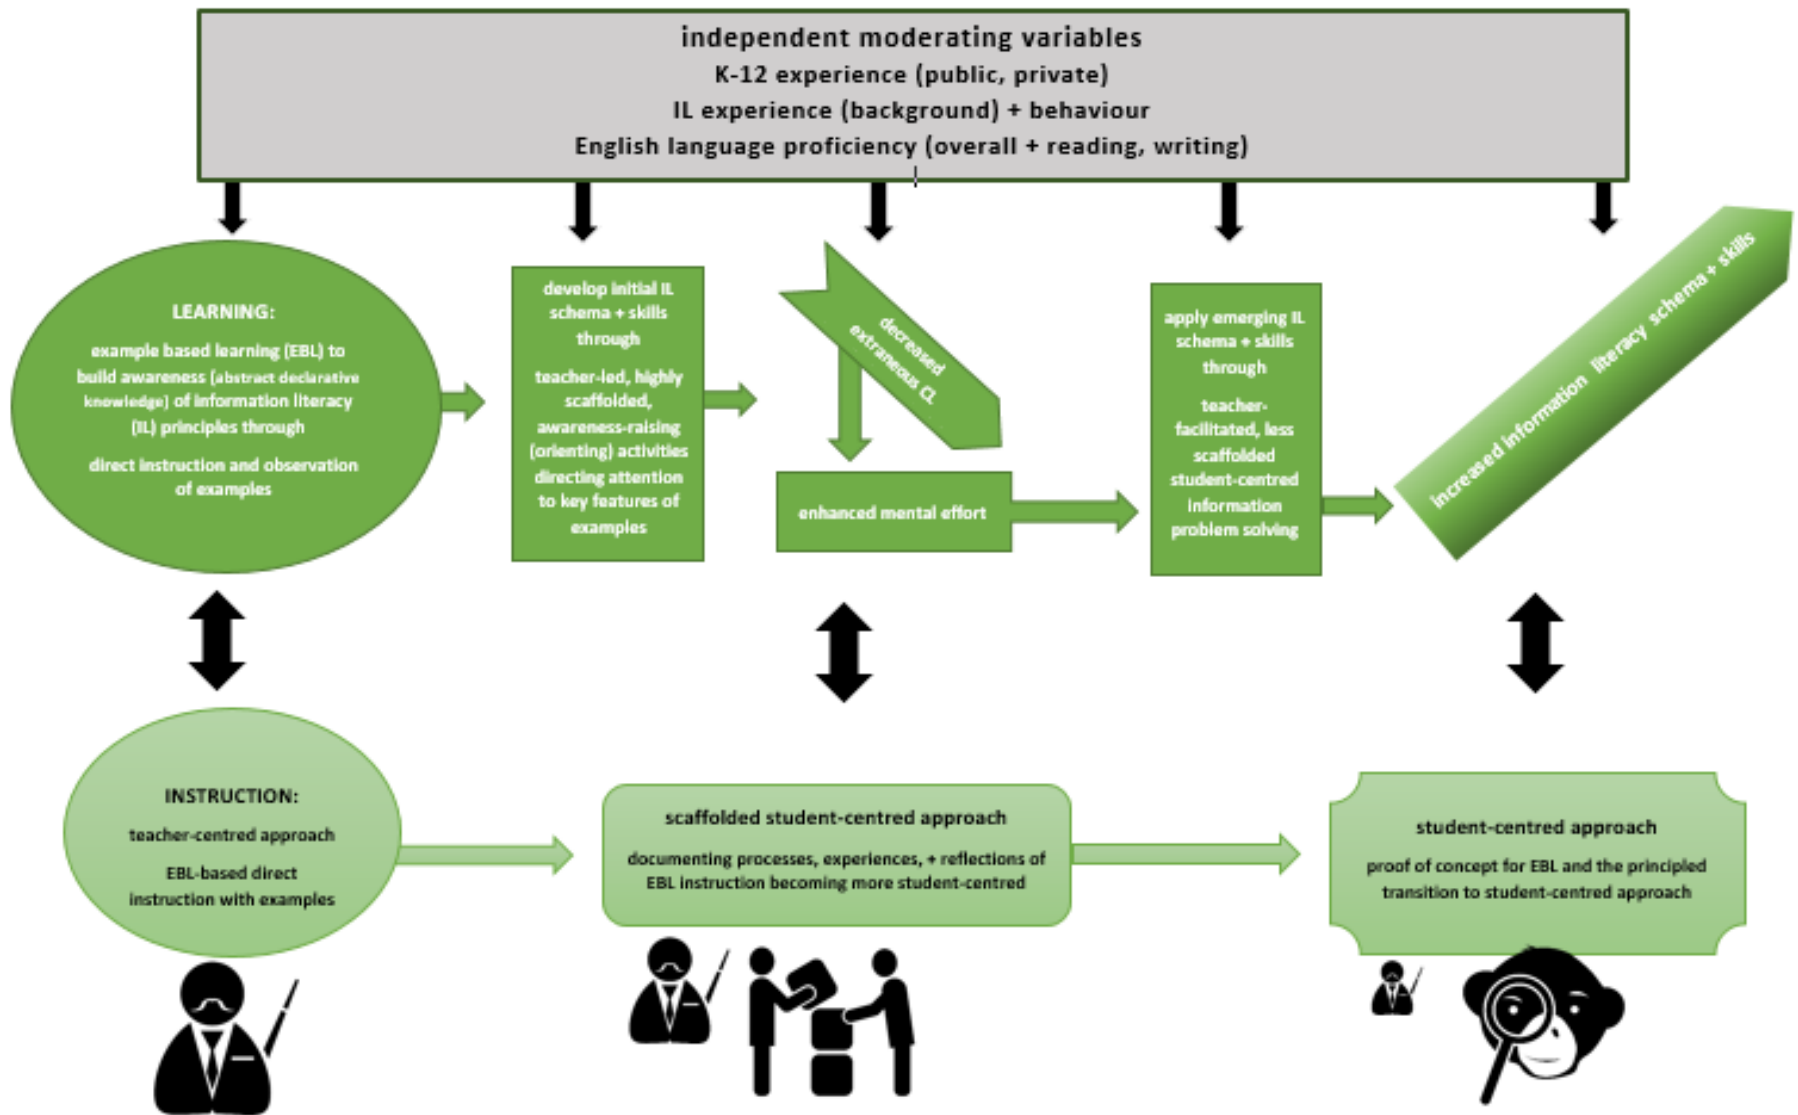 independent moderating variables
K-12 experience (public, private)
IL experience (background) + behaviour
English language proficiency (overall + reading, writing)
LEARNING:
example based learning (EBL) to
build awareness (abstract declarative
knowledge) of information literacy
(IL) principles through
direct instruction and observation
of examples
develop initial IL
schema + skills
through
teacher-led, highly
scaffolded,
awareness-raising
(orienting) activities
directing attention
to key features of
examples
decreased
extraneous CL
enhanced mental effort
apply emerging IL
schema + skills
through
teacher-
facilitated, less
scaffolded
student-centred
information
problem solving
increased information literacy schema + skills
INSTRUCTION:
teacher-centred approach
EBL-based direct
instruction with examples
scaffolded student-centred approach
documenting processes, experiences, + reflections of
EBL instruction becoming more student-centred
student-centred approach
proof of concept for EBL and the principled
transition to student-centred approach